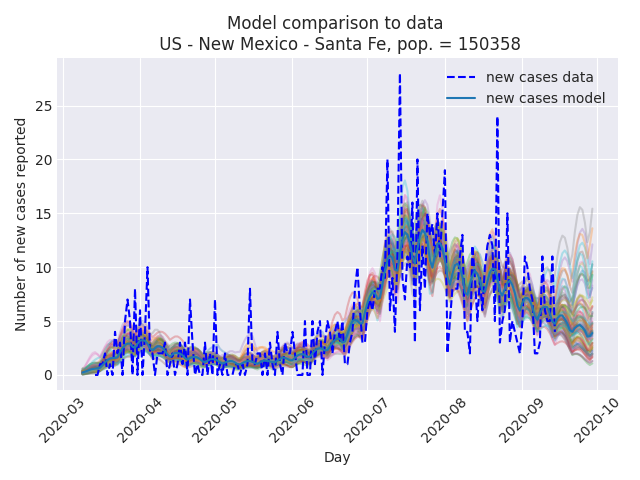 Model comparison to data
US - New Mexico - Santa Fe, pop. = 150358
new cases data
new cases model
Number of new cases reported
25
20
15
10
5
0
2020-03
2020-04
2020-05
2020-06
2020-07
2020-08
2020-09
2020-10
Day